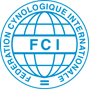 FEDERATION CYNOLOGIQUE INTERNATIONALE
FCI